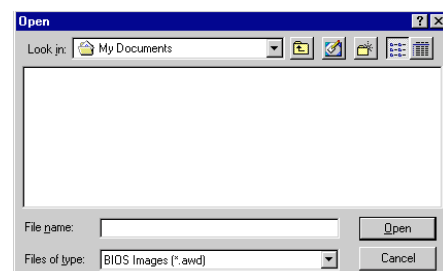 Open
Look in: My Documents
File name: Open
Files of type: BIOS Images (*.awd) Cancel